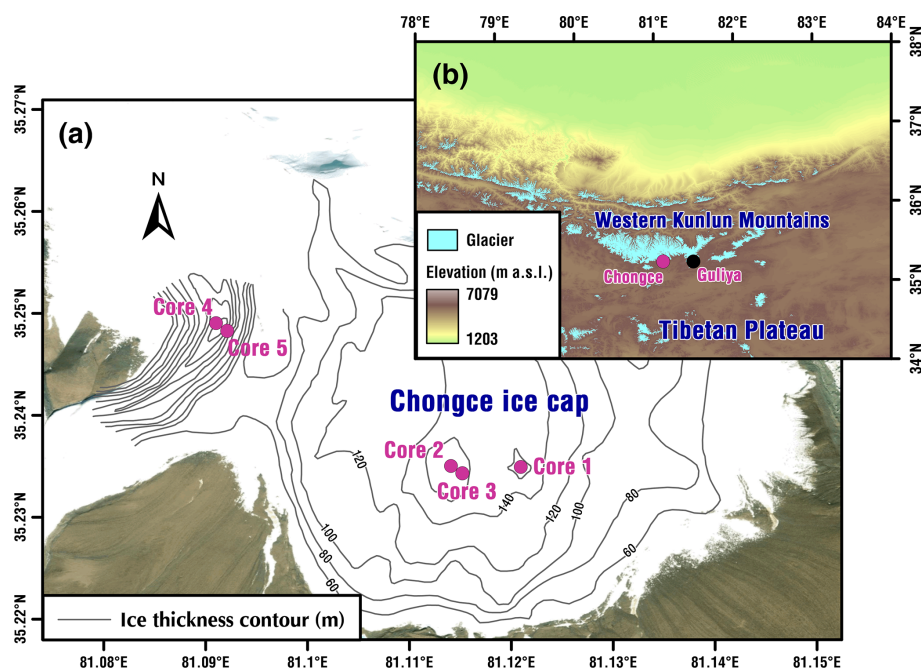 78°E 79°E 80°E 81°E 82°E 83°E 84°E
(b)
38°N
37°N
36°N
35°N
34°N
Western Kunlun Mountains
Chongce
Guliya
Tibetan Plateau
Glacier
Elevation (m a.s.l.)
7079
1203
(a)
N
35.27°N
35.26°N
35.25°N
35.24°N
35.23°N
35.22°N
Core 4
Core 5
Chongce ice cap
Core 2
Core 3
Core 1
120
140
120
100
80
60
100
80
60
Ice thickness contour (m)
81.08°E 81.09°E 81.1°E 81.11°E 81.12°E 81.13°E 81.14°E 81.15°E